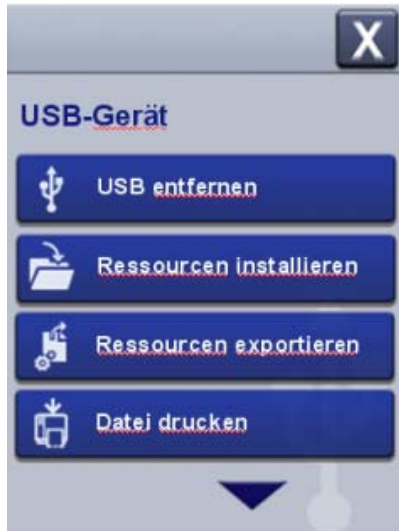 X
USB-Gerät
USB entfernen
Ressourcen installieren
Ressourcen exportieren
Datei drucken